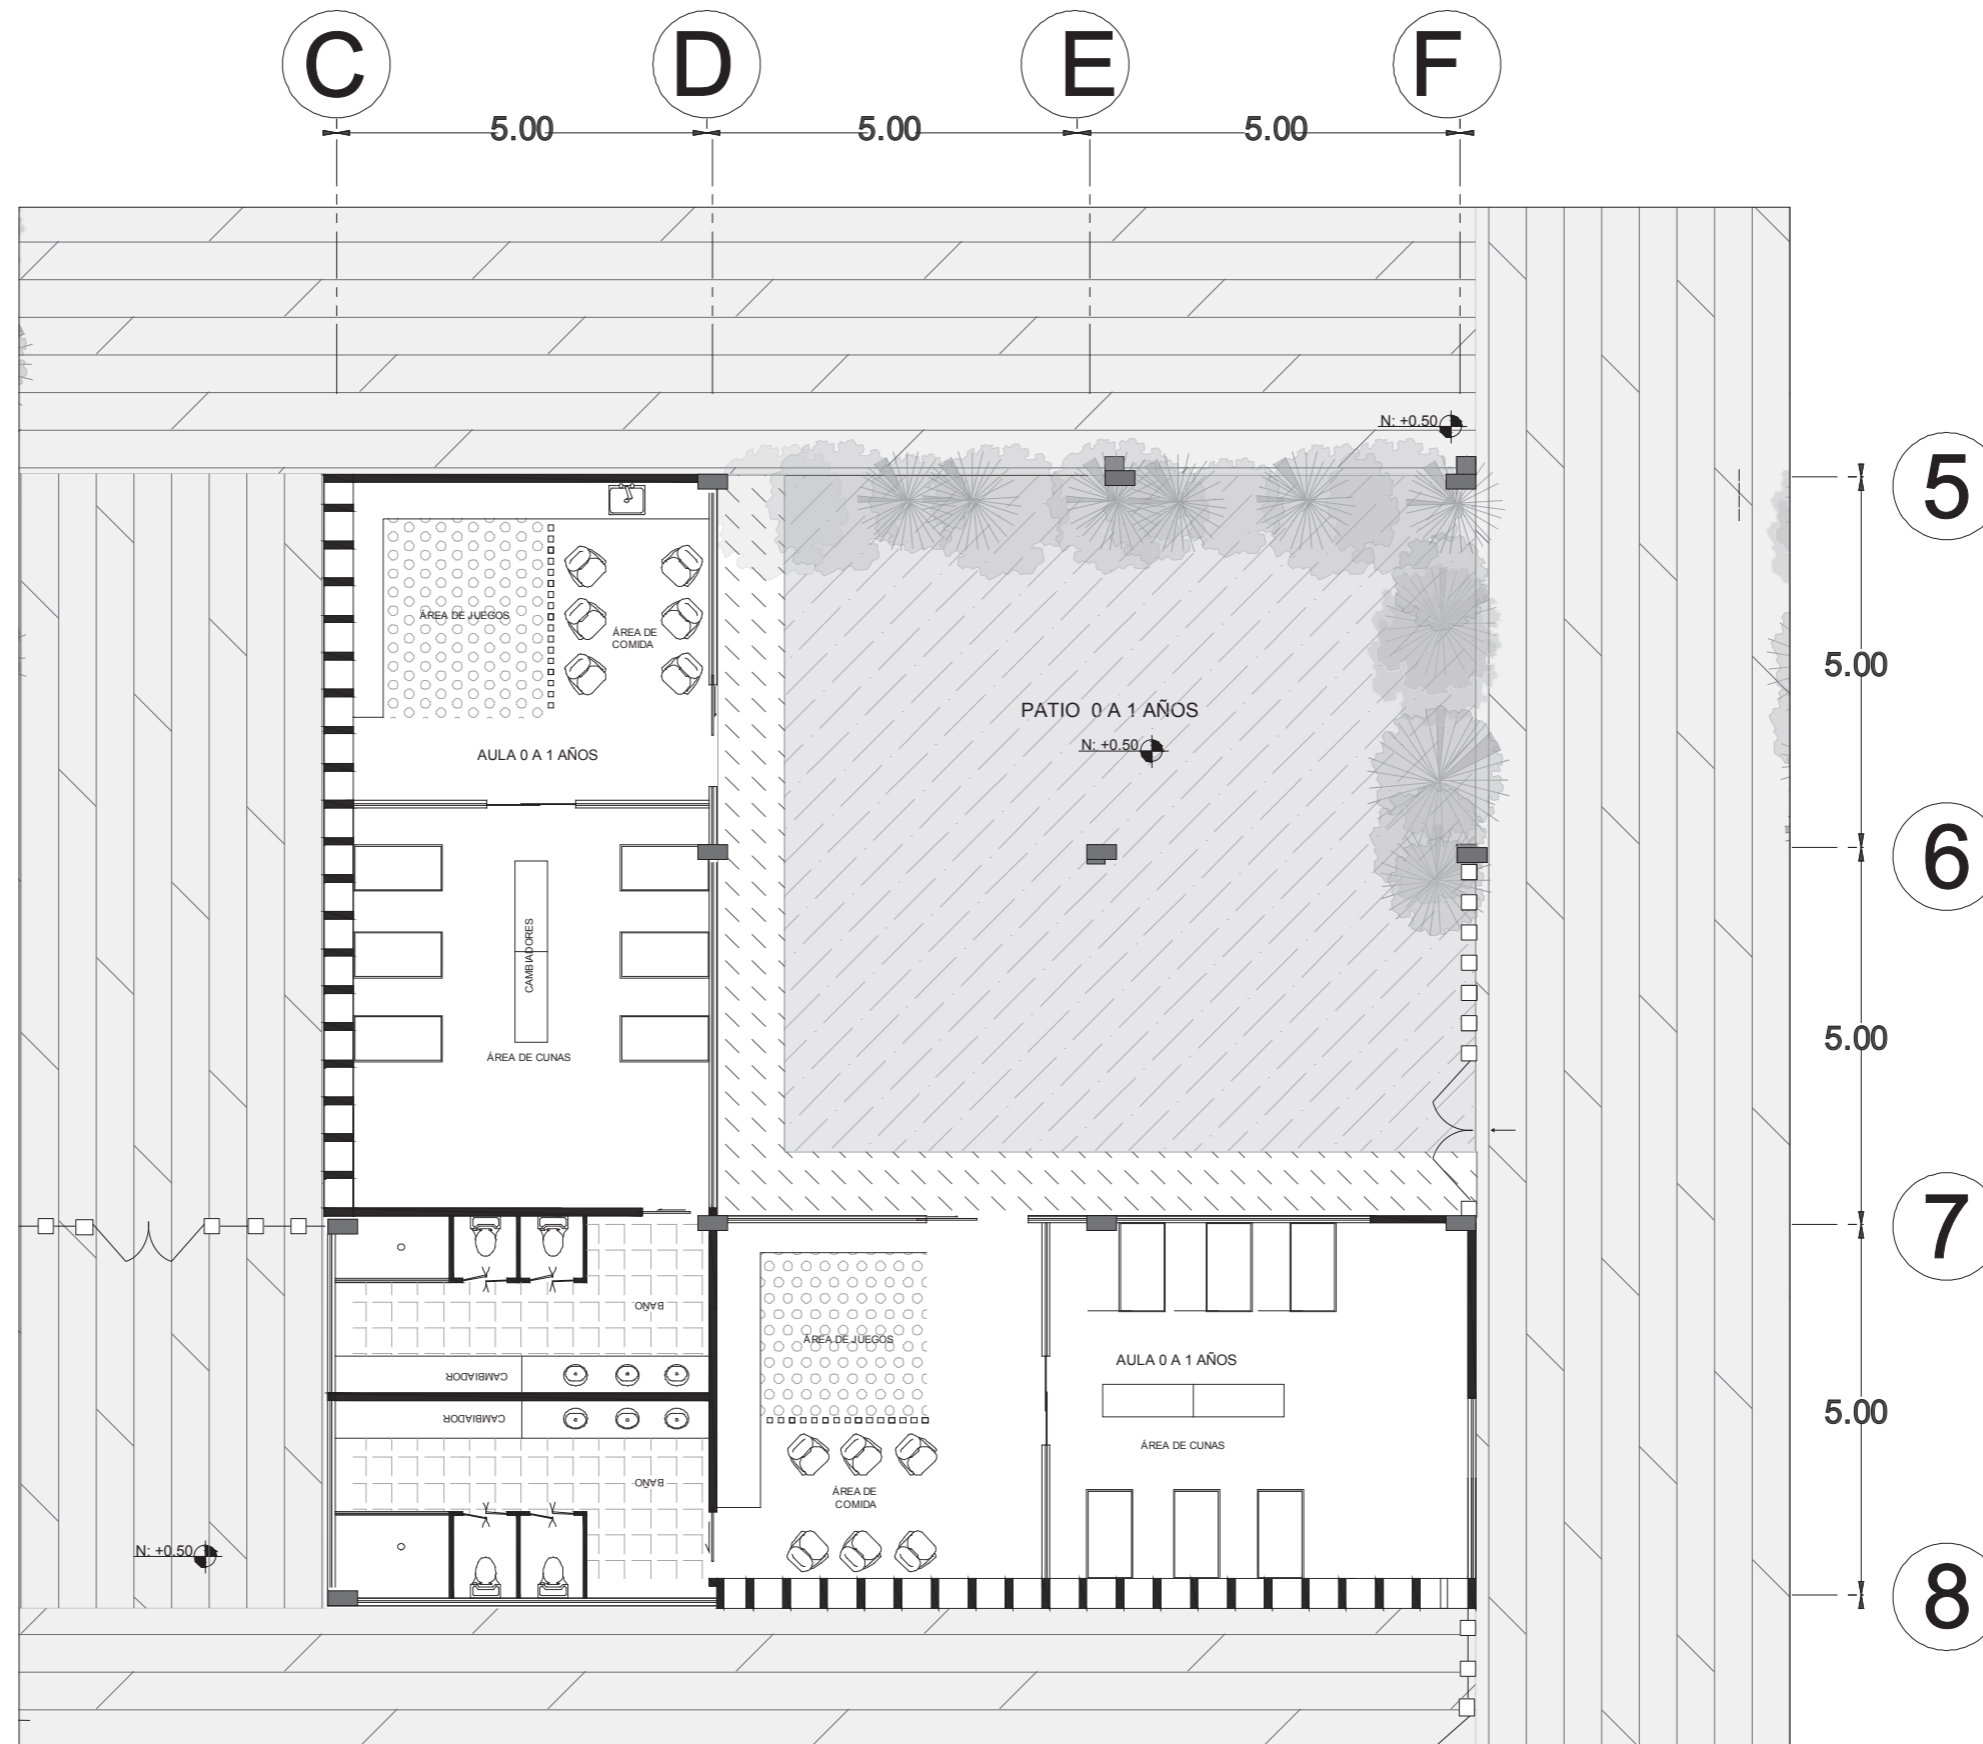 C D E F
5.00 5.00 5.00
N: +0.50
5
ÁREA DE JUEGOS
ÁREA DE
COMIDA
5.00
PATIO 0 A 1 AÑOS
N: +0.50
AULA 0 A 1 AÑOS
6
CAMBIADORES
5.00
ÁREA DE CUNAS
7
BAÑO
ÁREA DE JUEGOS
AULA 0 A 1 AÑOS
CAMBIADOR
5.00
CAMBIADOR
ÁREA DE CUNAS
BAÑO
ÁREA DE
COMIDA
N: +0.50
8